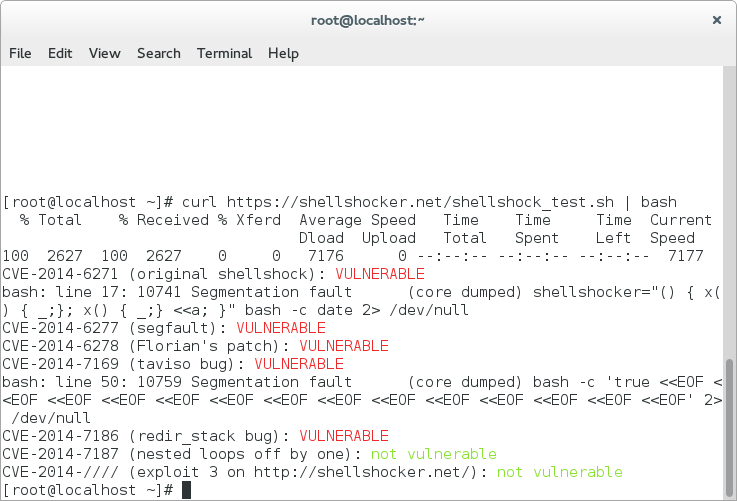 root@localhost:~
File Edit View Search Terminal Help
[root@localhost ~]# curl https://shellshocker.net/shellshock_test.sh | bash
  % Total    % Received % Xferd  Average Speed   Time    Time     Time  Current
                                 Dload  Upload   Total   Spent    Left  Speed
100  2627  100  2627    0     0   7176      0 --:--:-- --:--:-- --:--:--  7177
CVE-2014-6271 (original shellshock): VULNERABLE
bash: line 17: 10741 Segmentation fault      (core dumped) shellshocker="() { x(
) { _;}; x() { _;} <<a; }" bash -c date 2> /dev/null
CVE-2014-6277 (segfault): VULNERABLE
CVE-2014-6278 (Florian's patch): VULNERABLE
CVE-2014-7169 (taviso bug): VULNERABLE
bash: line 50: 10759 Segmentation fault      (core dumped) bash -c 'true <<EOF <
<EOF <<EOF <<EOF <<EOF <<EOF <<EOF <<EOF <<EOF <<EOF <<EOF <<EOF <<EOF' 2>
 /dev/null
CVE-2014-7186 (redir_stack bug): VULNERABLE
CVE-2014-7187 (nested loops off by one): not vulnerable
CVE-2014-//// (exploit 3 on http://shellshocker.net/): not vulnerable
[root@localhost ~]#